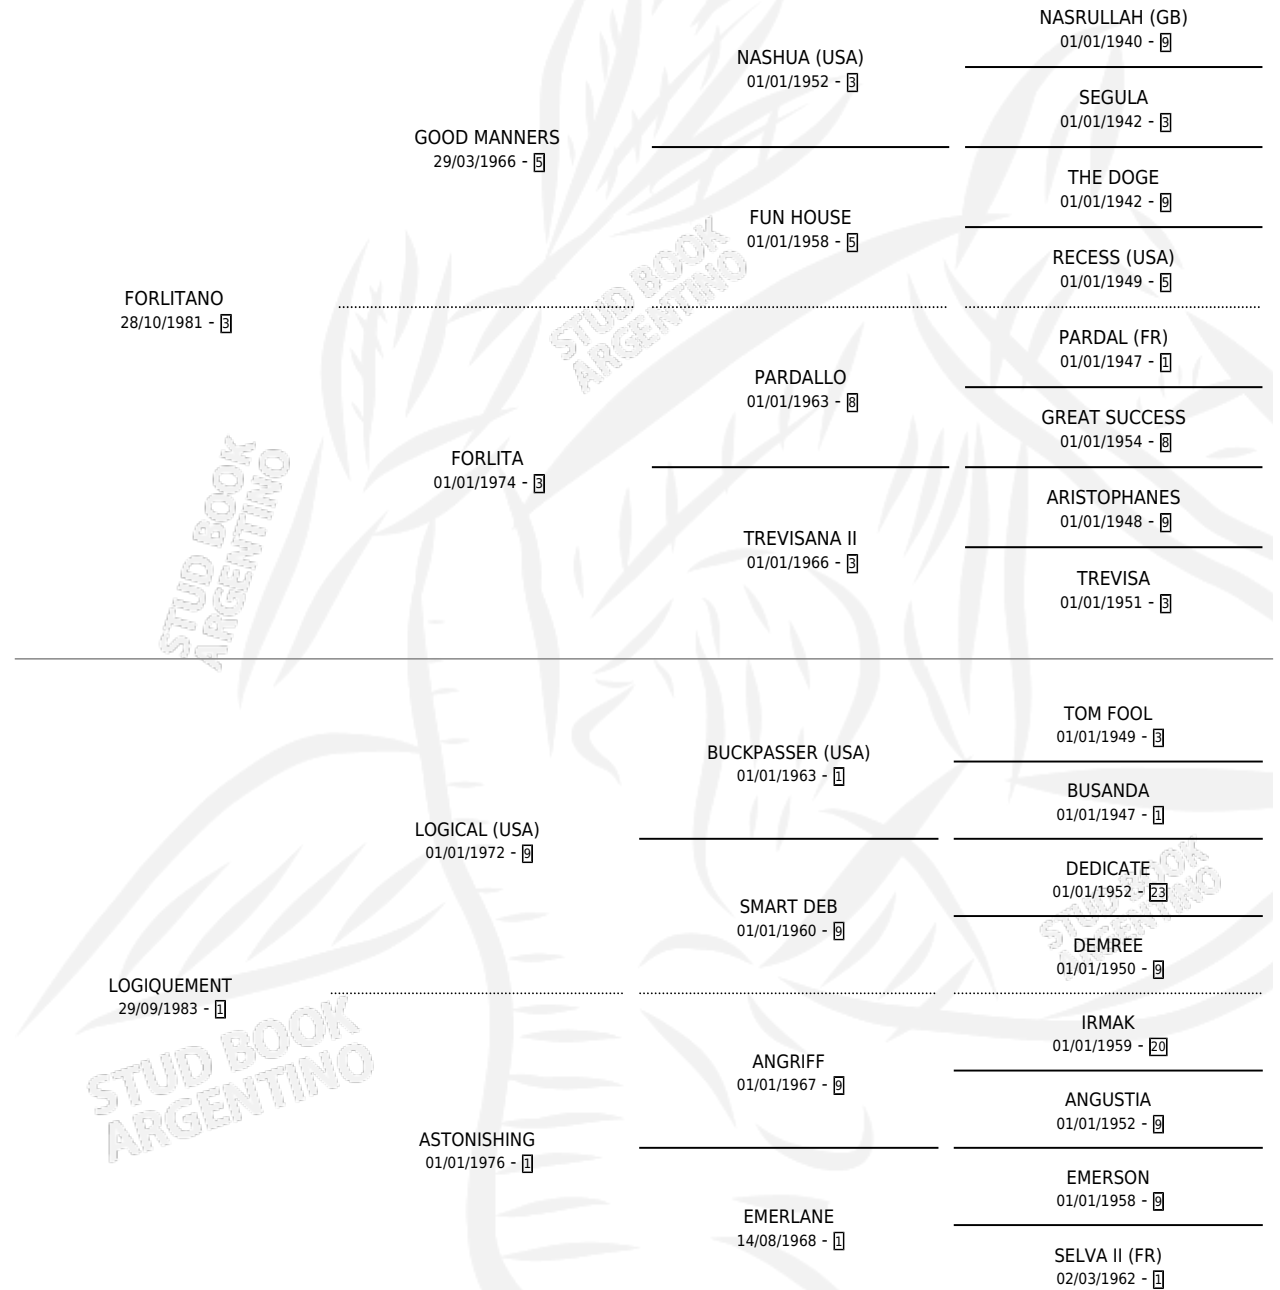 NASRULLAH (GB)
01/01/1940 - 9
NASHUA (USA)
01/01/1952 - 3
SEGULA
01/01/1942 - 3
GOOD MANNERS
29/03/1966 - 5
THE DOGE
01/01/1942 - 9
FUN HOUSE
01/01/1958 - 5
RECESS (USA)
01/01/1949 - 5
FORLITANO
28/10/1981 - 3
PARDAL (FR)
01/01/1947 - 1
PARDALLO
01/01/1963 - 8
GREAT SUCCESS
01/01/1954 - 8
FORLITA
01/01/1974 - 3
ARISTOPHANES
01/01/1948 - 9
TREVISANA II
01/01/1966 - 3
TREVISA
01/01/1951 - 3
TOM FOOL
01/01/1949 - 3
BUCKPASSER (USA)
01/01/1963 - 1
BUSANDA
01/01/1947 - 1
LOGICAL (USA)
01/01/1972 - 9
DEDICATE
01/01/1952 - 23
SMART DEB
01/01/1960 - 9
DEMREE
01/01/1950 - 9
LOGIQUEMENT
29/09/1983 - 1
IRMAK
01/01/1959 - 20
ANGRIFF
01/01/1967 - 9
ANGUSTIA
01/01/1952 - 9
ASTONISHING
01/01/1976 - 1
EMERSON
01/01/1958 - 9
EMERLANE
14/08/1968 - 1
SELVA II (FR)
02/03/1962 - 1
STUD BOOK
ARGENTINO
STUD BOOK
ARGENTINO
STUD BOOK
ARGENTINO
STUD BOOK
ARGENTINO